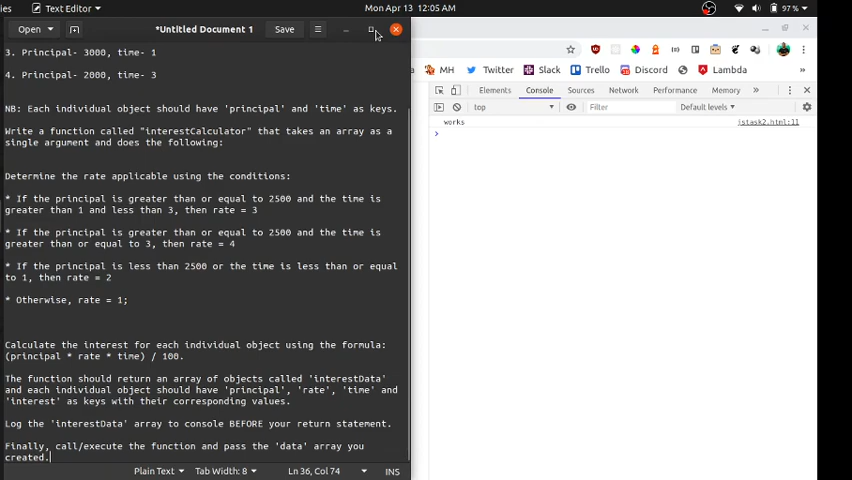 ies
Text Editor
Mon Apr 13 12:05 AM
97 %
Open
*Untitled Document 1
Save
3. Principal- 3000, time- 1
4. Principal- 2000, time- 3
NB: Each individual object should have 'principal' and 'time' as keys.
Write a function called "interestCalculator" that takes an array as a
single argument and does the following:
Determine the rate applicable using the conditions:
* If the principal is greater than or equal to 2500 and the time is
greater than 1 and less than 3, then rate = 3
* If the principal is greater than or equal to 2500 and the time is
greater than or equal to 3, then rate = 4
* If the principal is less than 2500 or the time is less than or equal
to 1, then rate = 2
* Otherwise, rate = 1;
Calculate the interest for each individual object using the formula:
(principal * rate * time) / 100.
The function should return an array of objects called 'interestData'
and each individual object should have 'principal', 'rate', 'time' and
'interest' as keys with their corresponding values.
Log the 'interestData' array to console BEFORE your return statement.
Finally, call/execute the function and pass the 'data' array you
created.
Plain Text
Tab Width: 8
Ln 36, Col 74
INS
MH
Twitter
Slack
Trello
Discord
Lambda
Elements
Console
Sources
Network
Performance
Memory
top
Filter
Default levels
works
jstask2.html:11